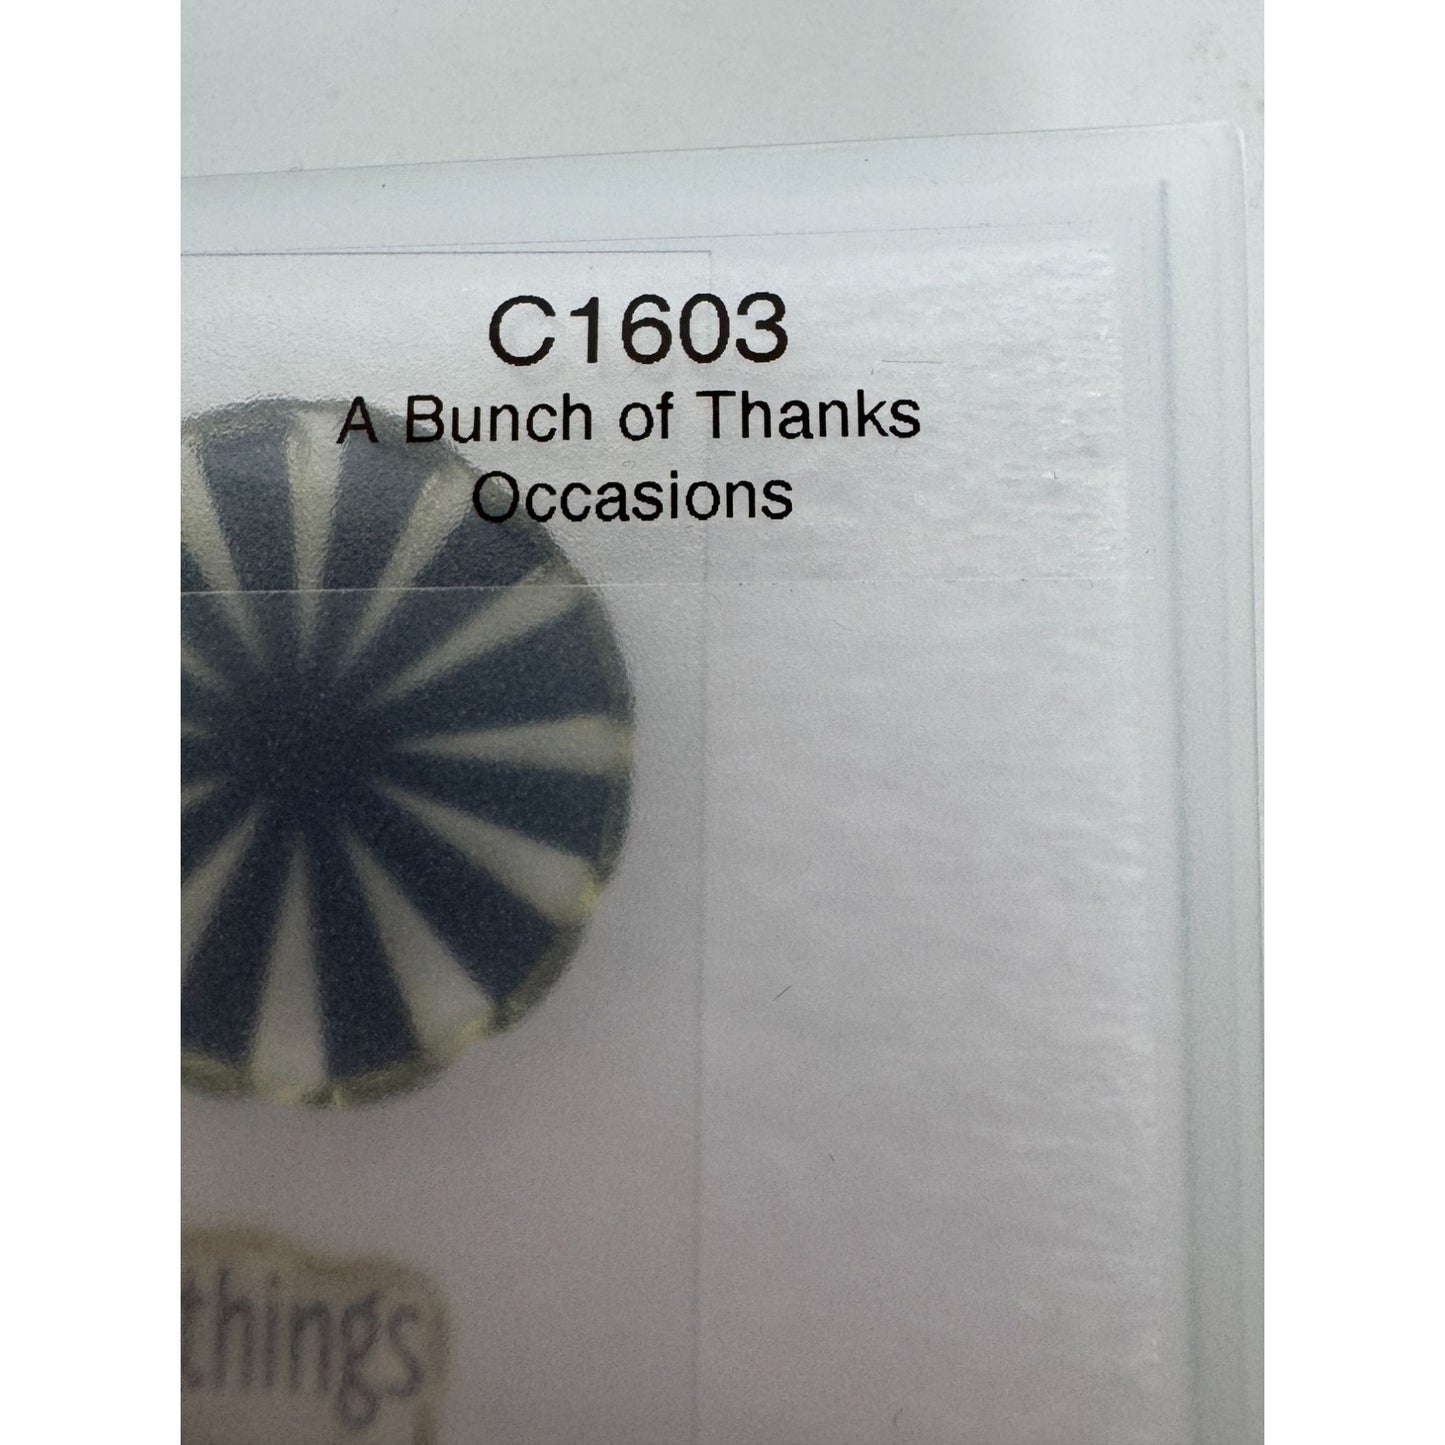 C1603
A Bunch of Thanks
Occasions
things